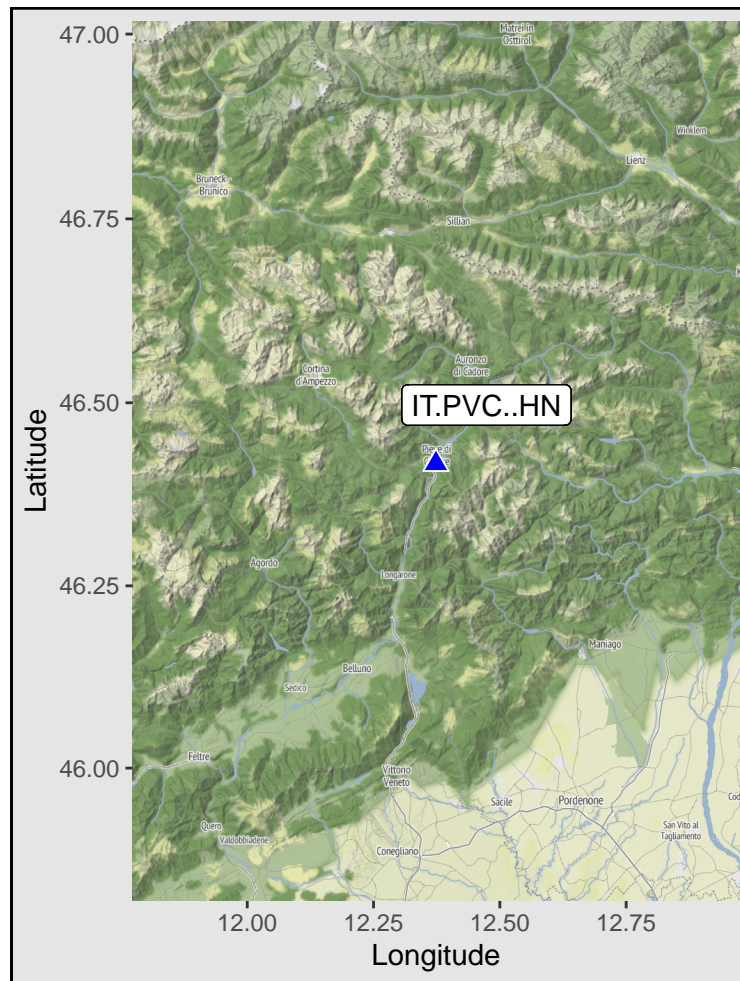 47.00
Matrei in
Osttirol
Winklern
Lienz
Bruneck -
Brunico
46.75
Sillian
Auronzo
di Cadore
Cortina
d'Ampezzo
46.50
IT.PVC..HN
Pieve di
Latitude
Agordo
Longarone
46.25
Maniago
Belluno
Sedico
Feltre
46.00
Vittorio
Veneto
Sacile
Pordenone
Quero
Valdobbiadene
San Vito al
Tagliamento
Conegliano
12.00
12.25
12.50
12.75
Longitude